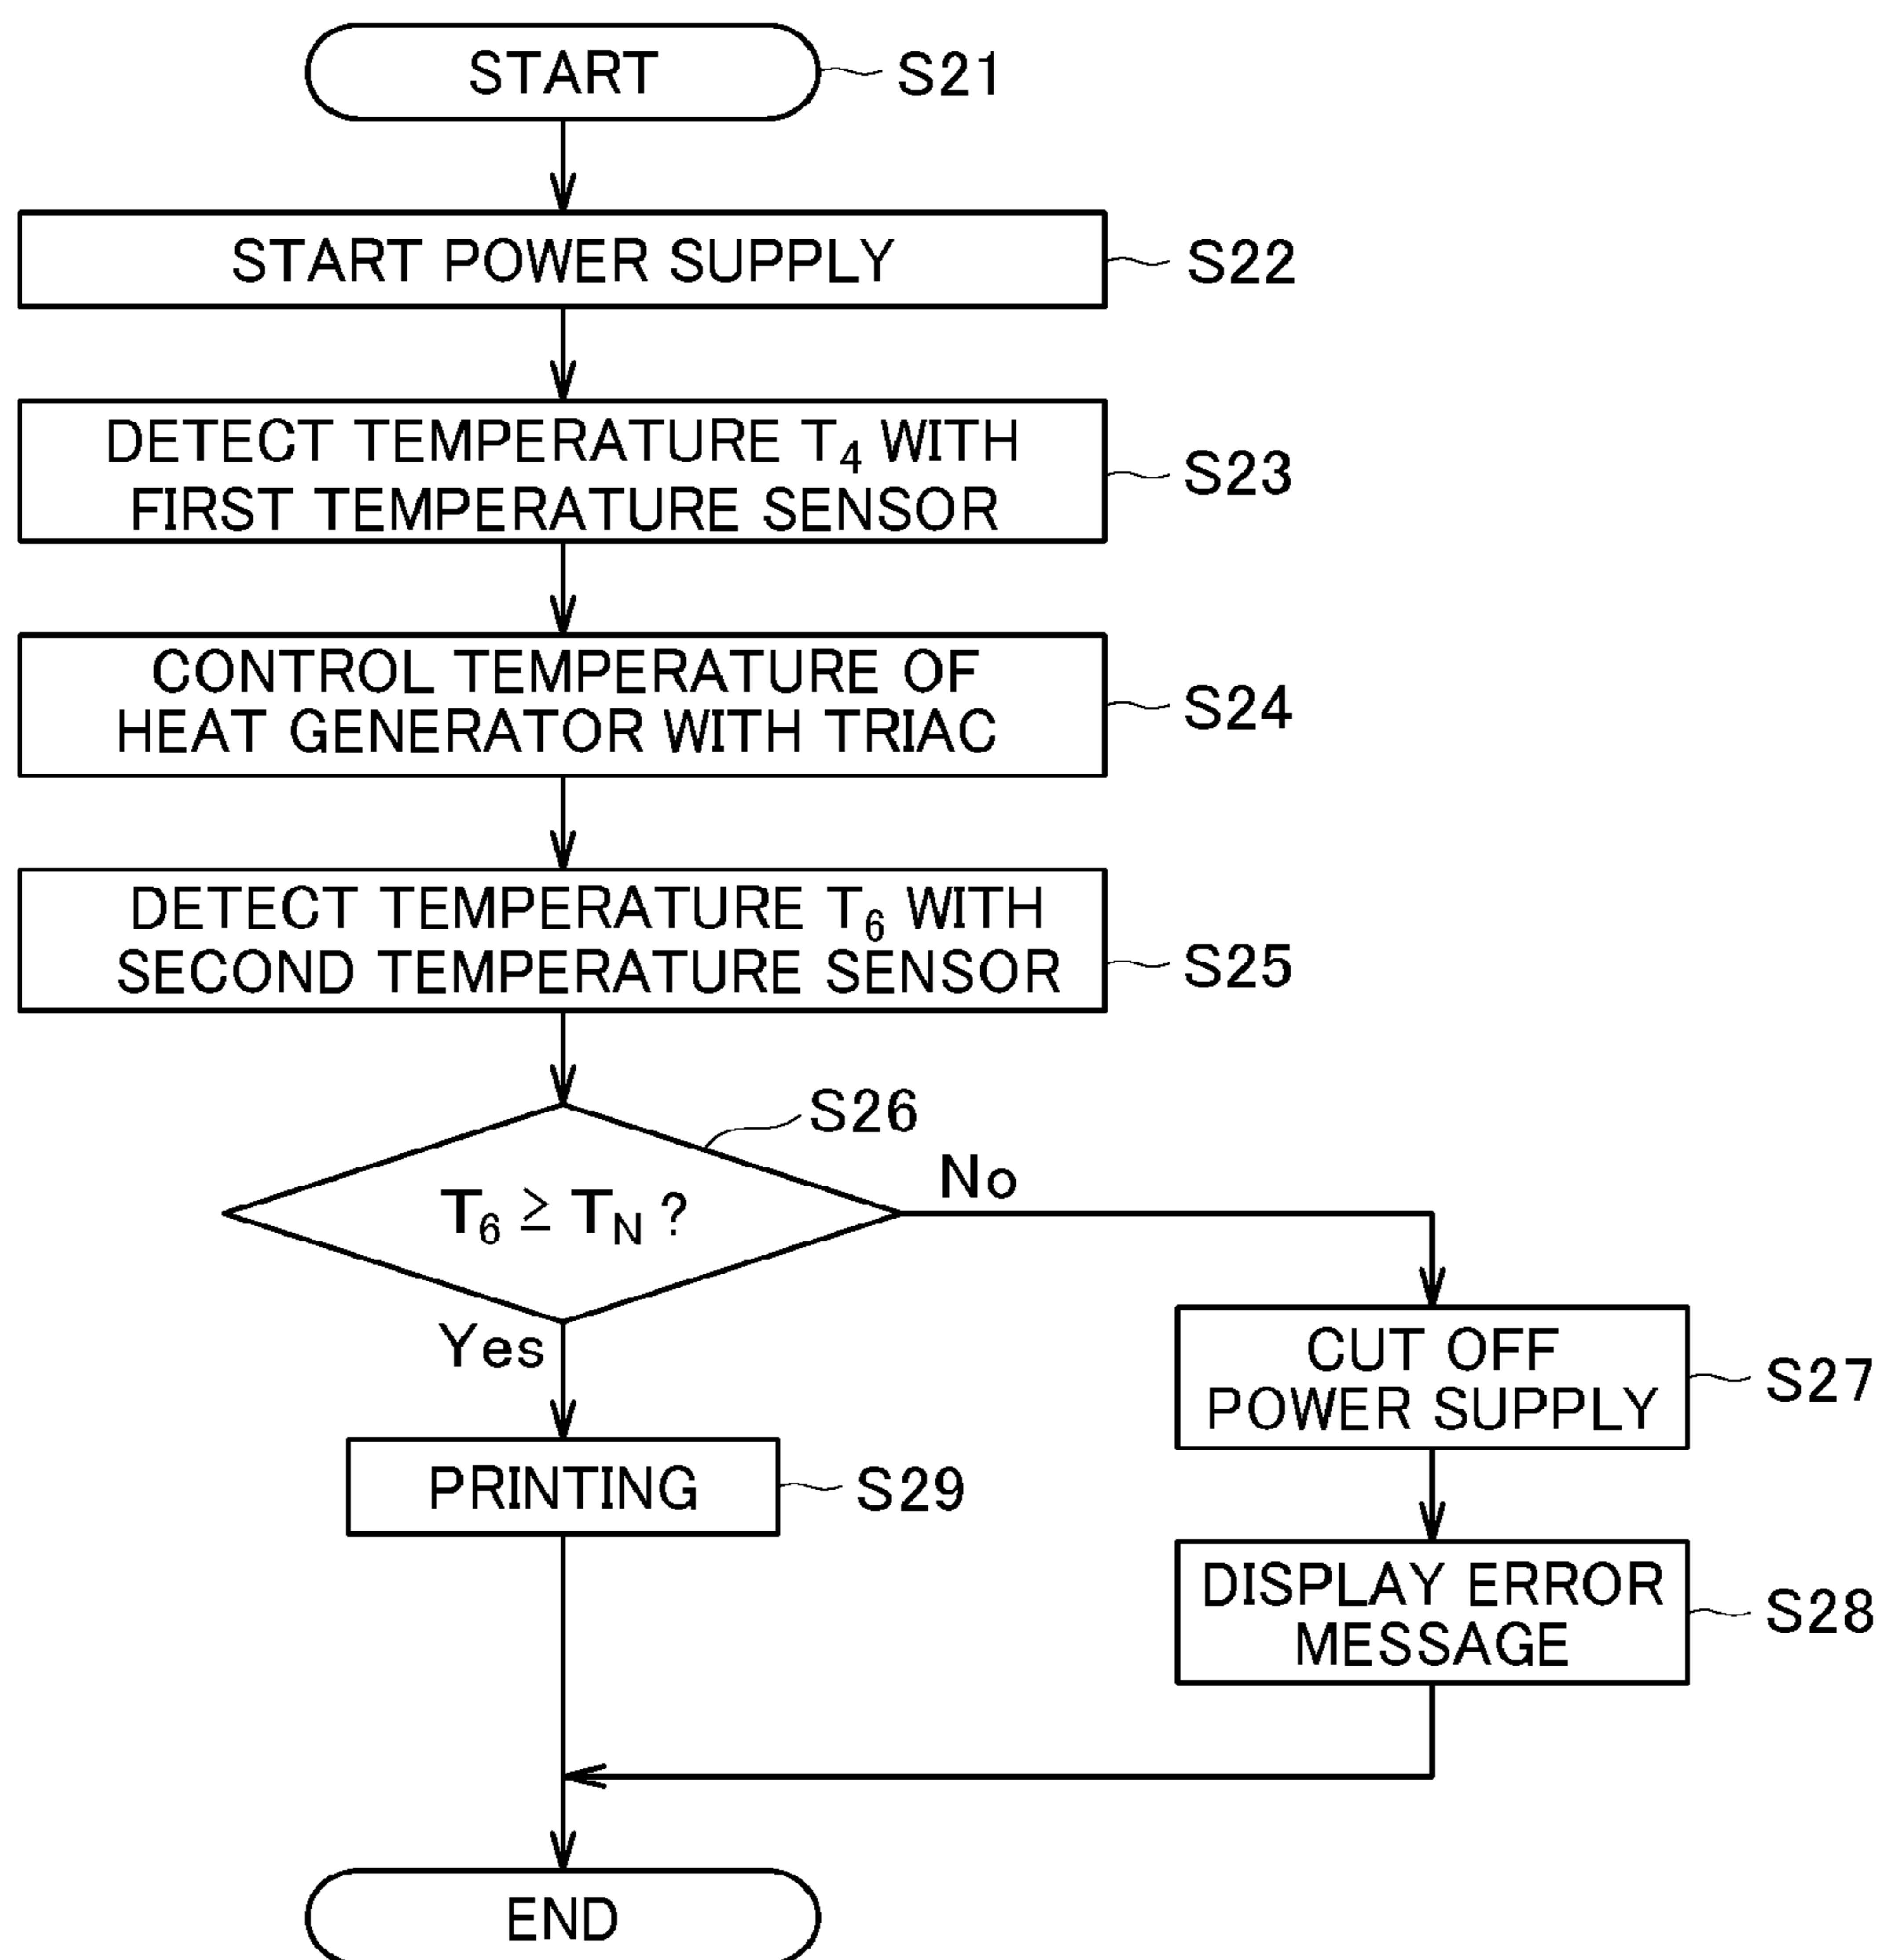 START
S21
START POWER SUPPLY
S22
DETECT TEMPERATURE T₄ WITH
FIRST TEMPERATURE SENSOR
S23
CONTROL TEMPERATURE OF
HEAT GENERATOR WITH TRIAC
S24
DETECT TEMPERATURE T₆ WITH
SECOND TEMPERATURE SENSOR
S25
S26
T₆ ≥ T_N ?
No
Yes
CUT OFF
POWER SUPPLY
S27
PRINTING
S29
DISPLAY ERROR
MESSAGE
S28
END